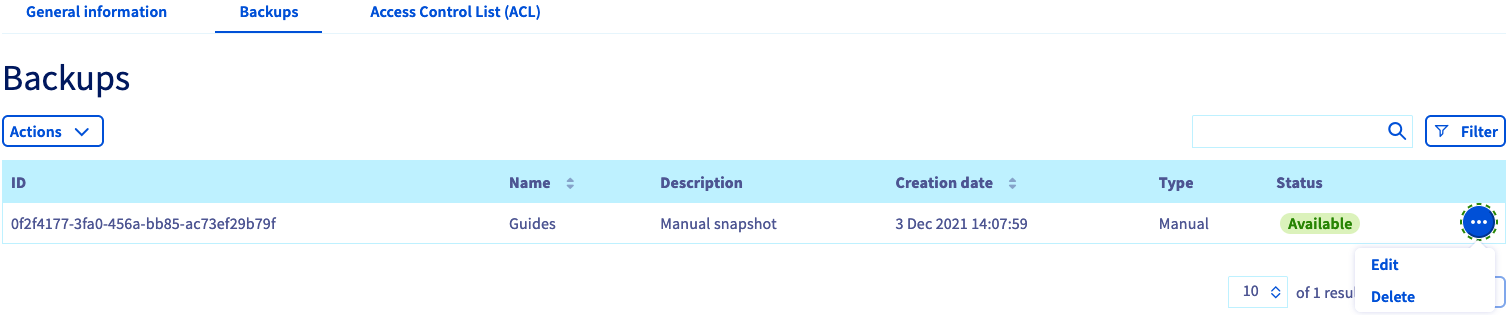 General information Backups Access Control List (ACL)
Backups
Actions Filter
ID Name Description Creation date Type Status
0f2f4177-3fa0-456a-bb85-ac73ef29b79f Guides Manual snapshot 3 Dec 2021 14:07:59 Manual Available
Edit
10 of 1
Delete